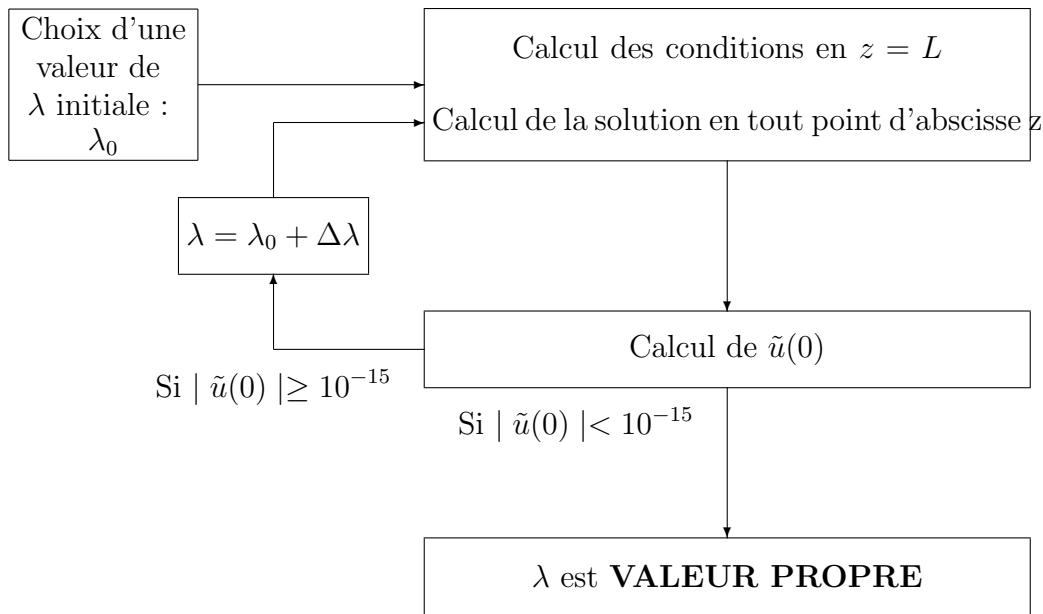 Choix d'une
valeur de
λ initiale :
λ₀
Calcul des conditions en z = L
Calcul de la solution en tout point d'abscisse z
λ = λ₀ + Δλ
Calcul de ũ(0)
Si | ũ(0) |≥ 10⁻¹⁵
Si | ũ(0) |< 10⁻¹⁵
λ est VALEUR PROPRE